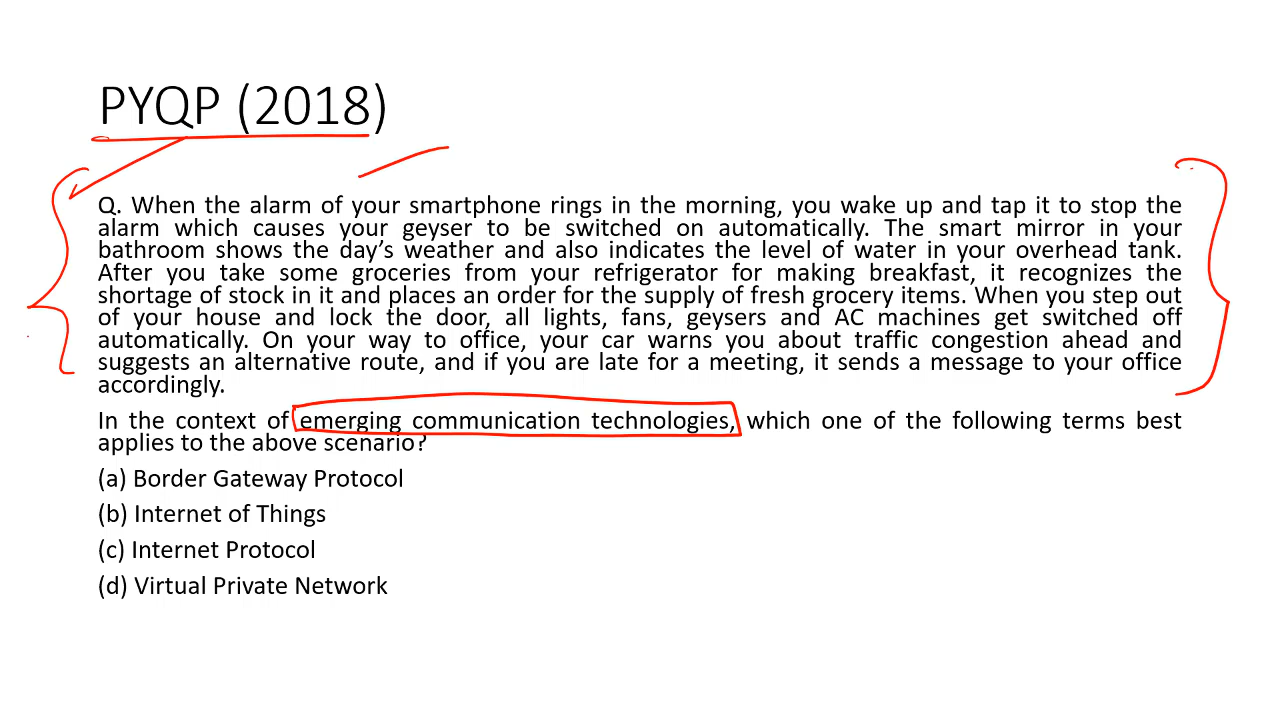 PYQP (2018)
Q. When the alarm of your smartphone rings in the morning, you wake up and tap it to stop the
alarm which causes your geyser to be switched on automatically. The smart mirror in your
bathroom shows the day’s weather and also indicates the level of water in your overhead tank.
After you take some groceries from your refrigerator for making breakfast, it recognizes the
shortage of stock in it and places an order for the supply of fresh grocery items. When you step out
of your house and lock the door, all lights, fans, geysers and AC machines get switched off
automatically. On your way to office, your car warns you about traffic congestion ahead and
suggests an alternative route, and if you are late for a meeting, it sends a message to your office
accordingly.
In the context of emerging communication technologies, which one of the following terms best
applies to the above scenario?
(a) Border Gateway Protocol
(b) Internet of Things
(c) Internet Protocol
(d) Virtual Private Network